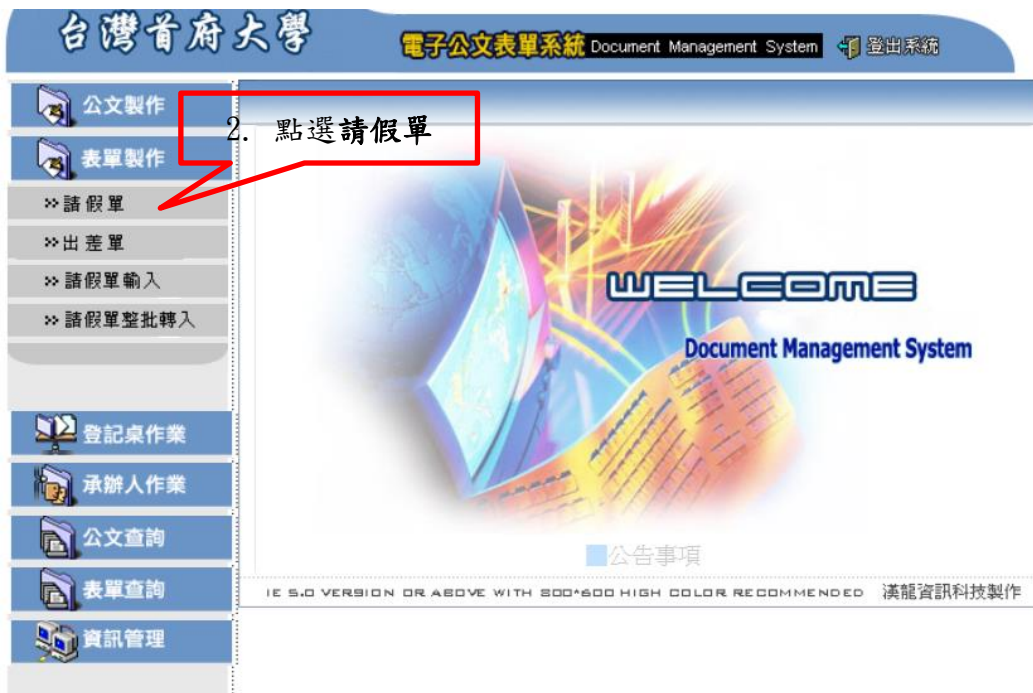 台灣首府大學
電子公文表單系統 Document Management System 登出系統
公文製作
2. 點選請假單
表單製作
»請假單
»出差單
»請假單輸入
»請假單整批轉入
WELCOME
Document Management System
登記桌作業
承辦人作業
公文查詢
公告事項
表單查詢
IE 5.0 VERSION OR ABOVE WITH 800*600 HIGH COLOR RECOMMENDED 漢龍資訊科技製作
資訊管理